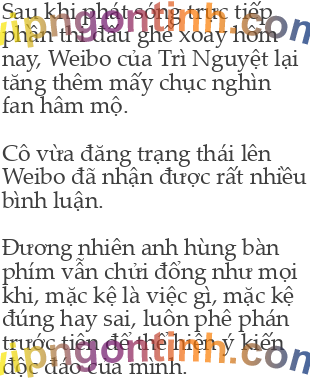 Sau khi phát sóng trực tiếp
phần thi đấu ghế xoay hôm
nay, Weibo của Trì Nguyệt lại
tăng thêm mấy chục nghìn
fan hâm mộ.
Cô vừa đăng trạng thái lên
Weibo đã nhận được rất nhiều
bình luận.
Đương nhiên anh hùng bàn
phím vẫn chửi đổng như mọi
khi, mặc kệ là việc gì, mặc kệ
đúng hay sai, luôn phê phán
trước tiên để thể hiện ý kiến
độc đáo của mình.
vipngontinh.com
vipngontinh.com